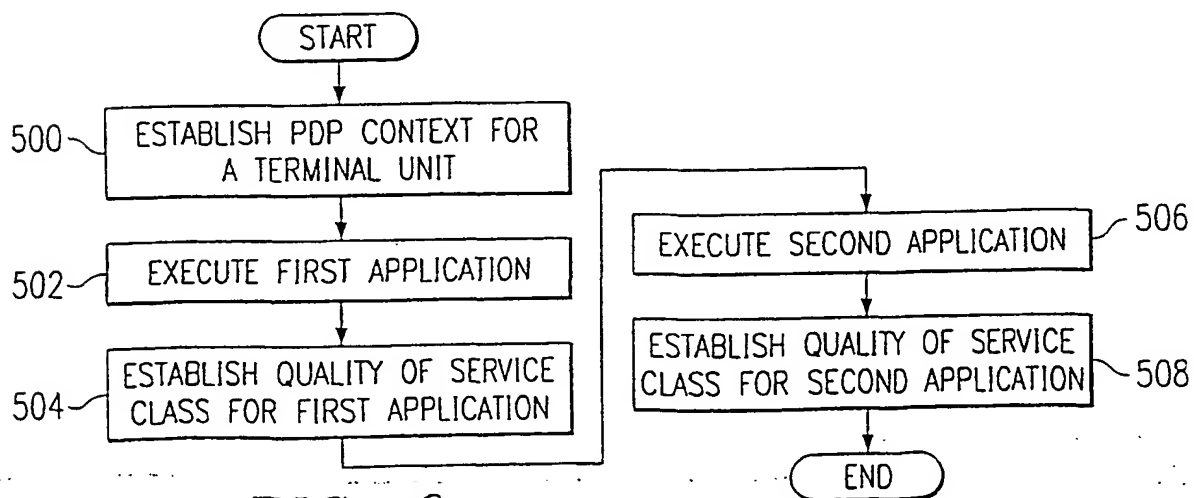 START
500
ESTABLISH PDP CONTEXT FOR
A TERMINAL UNIT
502
EXECUTE FIRST APPLICATION
504
ESTABLISH QUALITY OF SERVICE
CLASS FOR FIRST APPLICATION
EXECUTE SECOND APPLICATION
506
ESTABLISH QUALITY OF SERVICE
CLASS FOR SECOND APPLICATION
508
END